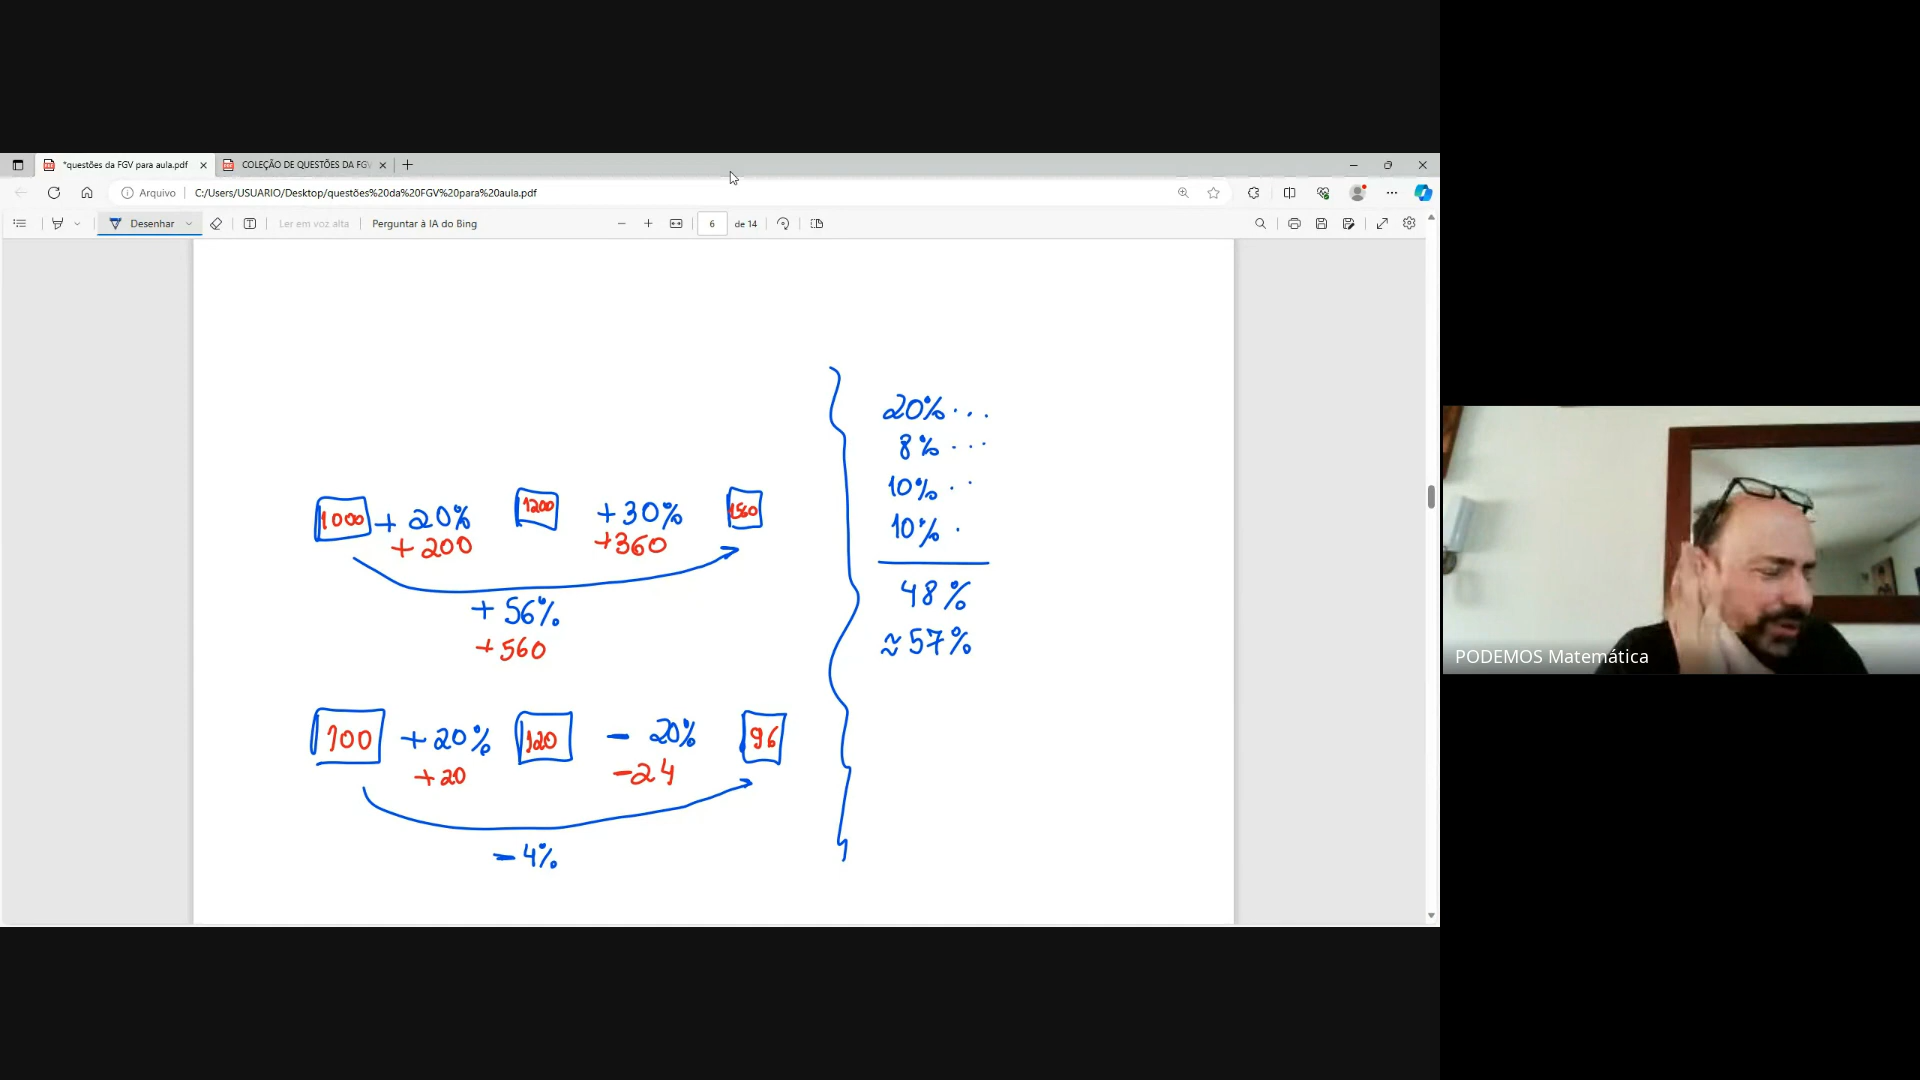 *questões da FGV para aula.pdf
COLEÇÃO DE QUESTÕES DA FGV
Arquivo
C:/Users/USUARIO/Desktop/questões%20da%20FGV%20para%20aula.pdf
Desenhar
Ler em voz alta
Perguntar à IA do Bing
6 de 14
1000 + 20% 1200 + 30% 1560
+ 200 +360
+ 56%
+ 560
100 + 20% 120 - 20% 96
+20 -24
- 4%
20% ...
8% ...
10% ..
10% .
48%
≈ 57%
PODEMOS Matemática